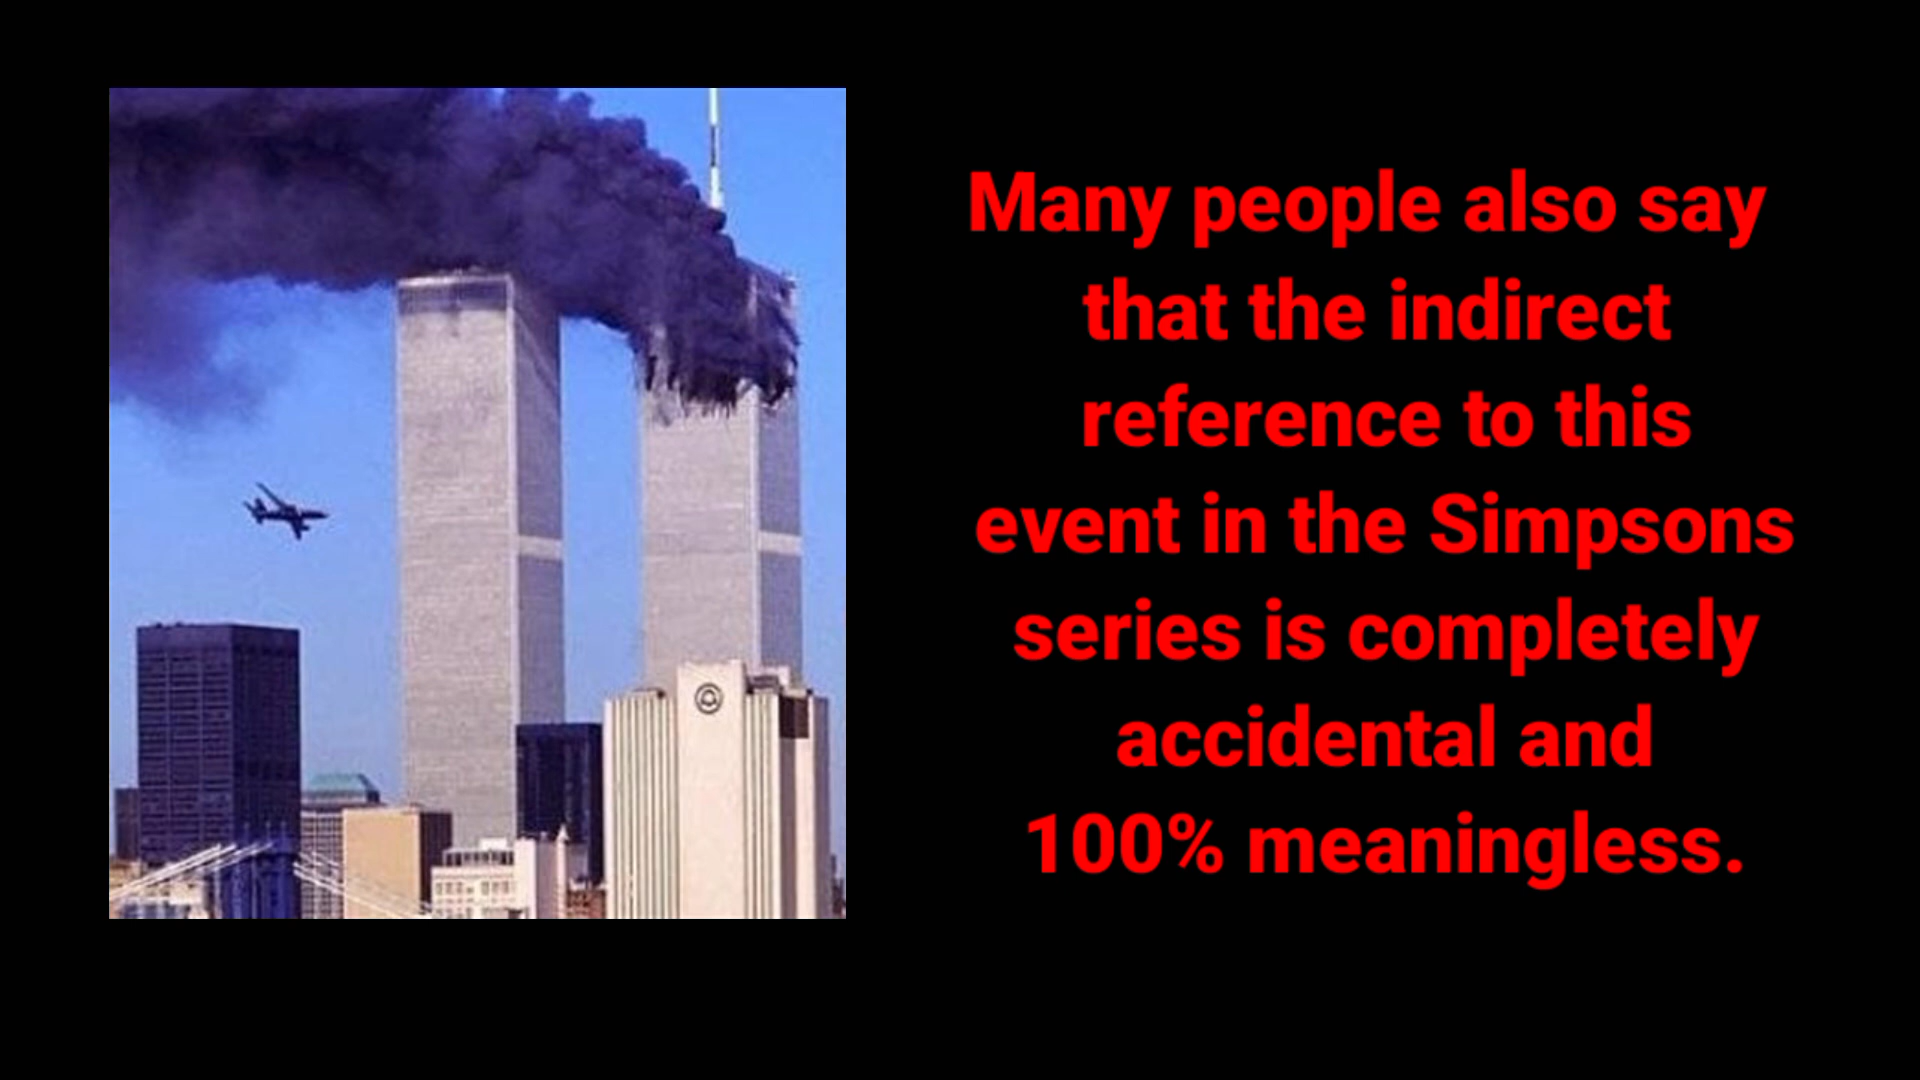 Many people also say
that the indirect
reference to this
event in the Simpsons
series is completely
accidental and
100% meaningless.